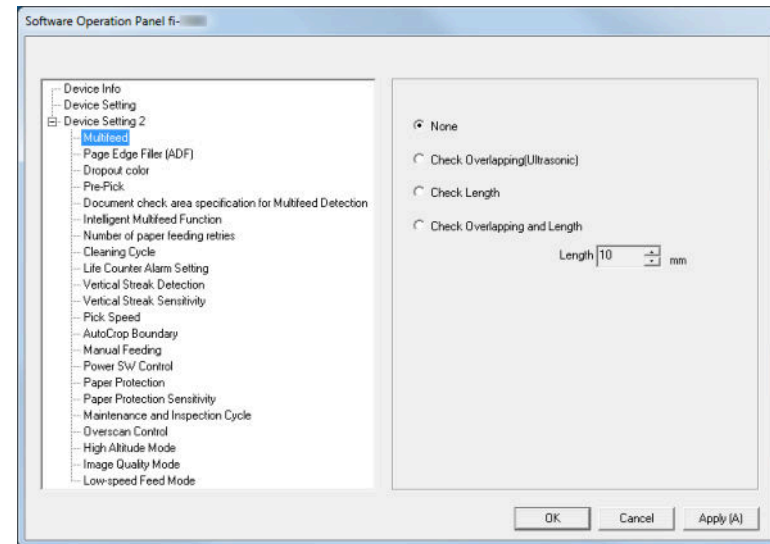 Software Operation Panel fi-
Device Info
Device Setting
Device Setting 2
Multifeed
Page Edge Filler (ADF)
Dropout color
Pre-Pick
Document check area specification for Multifeed Detection
Intelligent Multifeed Function
Number of paper feeding retries
Cleaning Cycle
Life Counter Alarm Setting
Vertical Streak Detection
Vertical Streak Sensitivity
Pick Speed
AutoCrop Boundary
Manual Feeding
Power SW Control
Paper Protection
Paper Protection Sensitivity
Maintenance and Inspection Cycle
Overscan Control
High Altitude Mode
Image Quality Mode
Low-speed Feed Mode
None
Check Overlapping(Ultrasonic)
Check Length
Check Overlapping and Length
Length 10 mm
OK Cancel Apply (A)